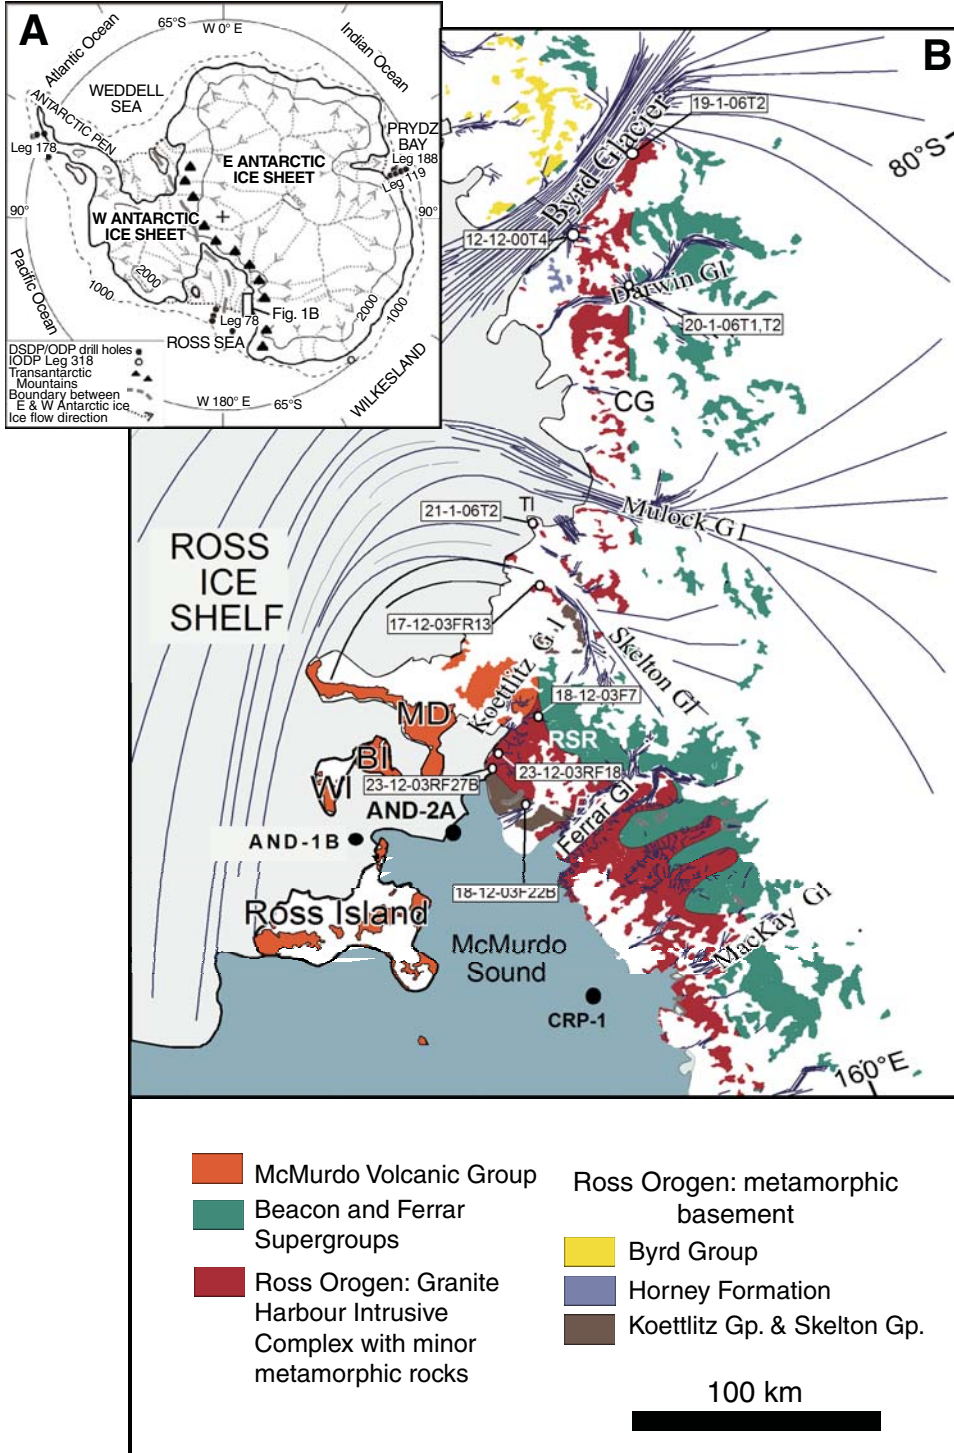 A
65°S
W 0° E
Atlantic Ocean
Indian Ocean
WEDDELL
SEA
ANTARCTIC PEN
PRYDZ
BAY
Leg 178
Leg 188
Leg 119
E ANTARCTIC
ICE SHEET
90°
90°
W ANTARCTIC
ICE SHEET
Pacific Ocean
2000
1000
2000
1000
Fig. 1B
Leg 78
ROSS SEA
WILKESLAND
W 180° E
65°S
DSDP/ODP drill holes
IODP Leg 318
Transantarctic
Mountains
Boundary between
E & W Antarctic ice
Ice flow direction
B
19-1-06T2
80°S
Byrd Glacier
12-12-00T4
Darwin Gl
20-1-06T1,T2
CG
Mulock Gl
21-1-06T2
TI
ROSS
ICE
SHELF
17-12-03FR13
Skelton Gl
Koettlitz Gl
18-12-03F7
MD
RSR
BI
23-12-03RF18
WI
23-12-03RF27B
AND-2A
Ferrar Gl
AND-1B
18-12-03F22B
Ross Island
MacKay Gl
McMurdo
Sound
CRP-1
160°E
McMurdo Volcanic Group
Beacon and Ferrar
Supergroups
Ross Orogen: Granite
Harbour Intrusive
Complex with minor
metamorphic rocks
Ross Orogen: metamorphic
basement
Byrd Group
Horney Formation
Koettlitz Gp. & Skelton Gp.
100 km